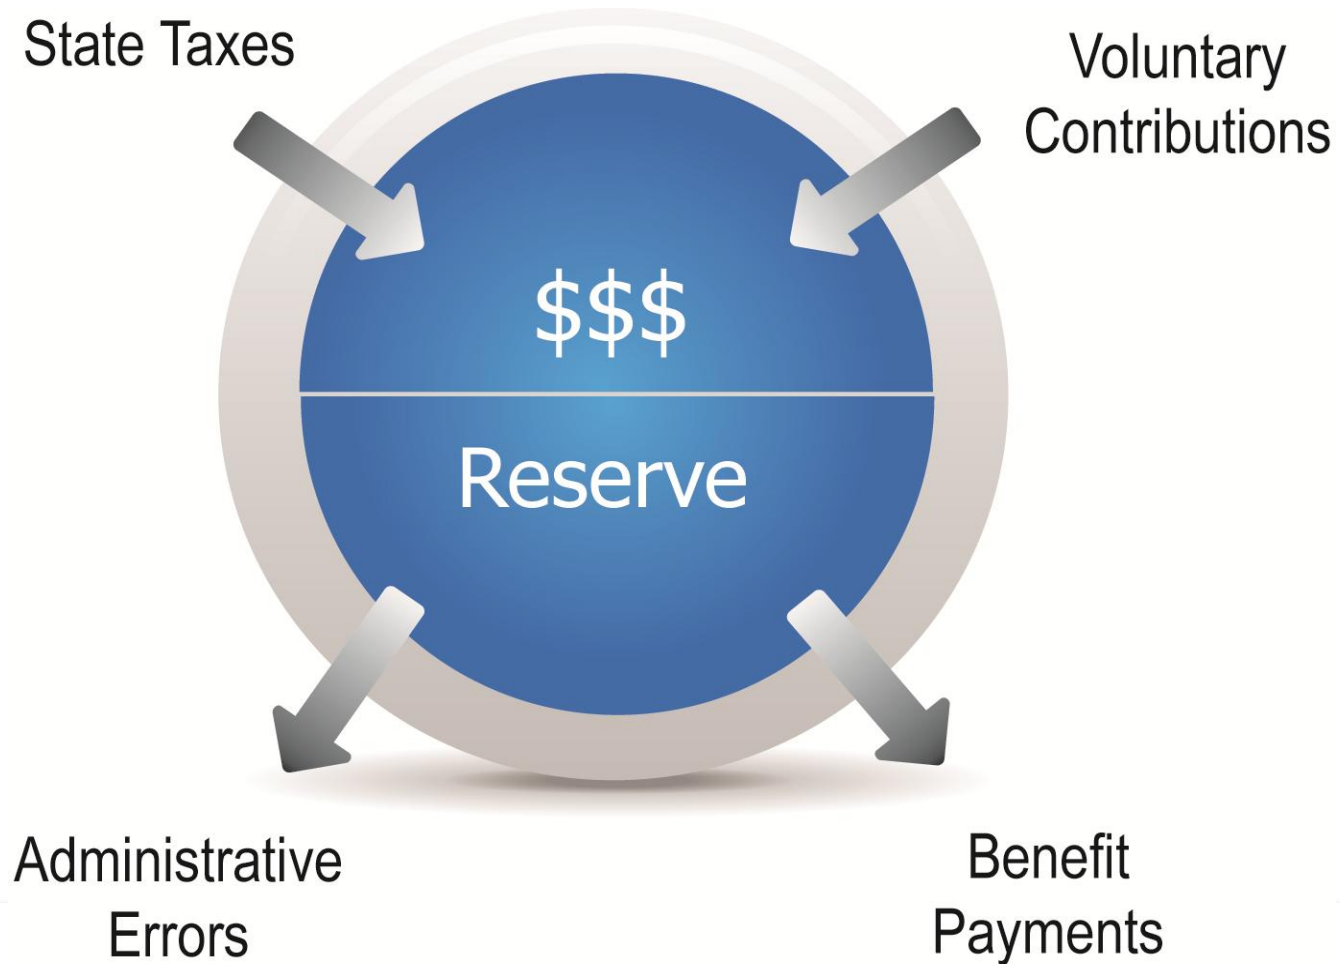 State Taxes
Voluntary
Contributions
$$$
Reserve
Administrative
Errors
Benefit
Payments